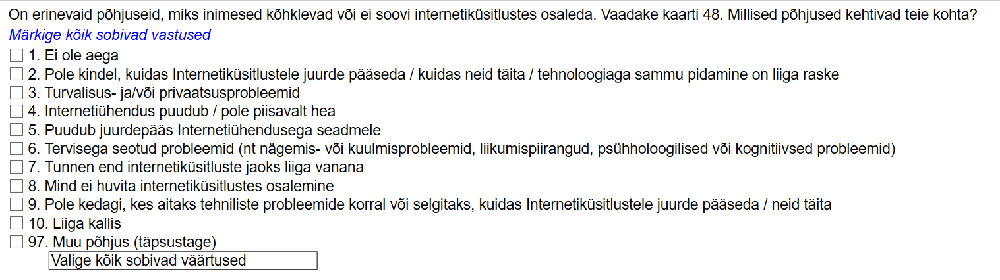 On erinevaid põhjuseid, miks inimesed kõhklevad või ei soovi internetiküsitlustes osaleda. Vaadake kaarti 48. Millised põhjused kehtivad teie kohta?
Märkige kõik sobivad vastused
1. Ei ole aega
2. Pole kindel, kuidas Internetiküsitlustele juurde pääseda / kuidas neid täita / tehnoloogiaga sammu pidamine on liiga raske
3. Turvalisus- ja/või privaatsusprobleemid
4. Internetiühendus puudub / pole piisavalt hea
5. Puudub juurdepääs Internetiühendusega seadmele
6. Tervisega seotud probleemid (nt nägemis- või kuulmisprobleemid, liikumispiirangud, psühholoogilised või kognitiivsed probleemid)
7. Tunnen end internetiküsitluste jaoks liiga vanana
8. Mind ei huvita internetiküsitlustes osalemine
9. Pole kedagi, kes aitaks tehniliste probleemide korral või selgitaks, kuidas Internetiküsitlustele juurde pääseda / neid täita
10. Liiga kallis
97. Muu põhjus (täpsustage)
Valige kõik sobivad väärtused